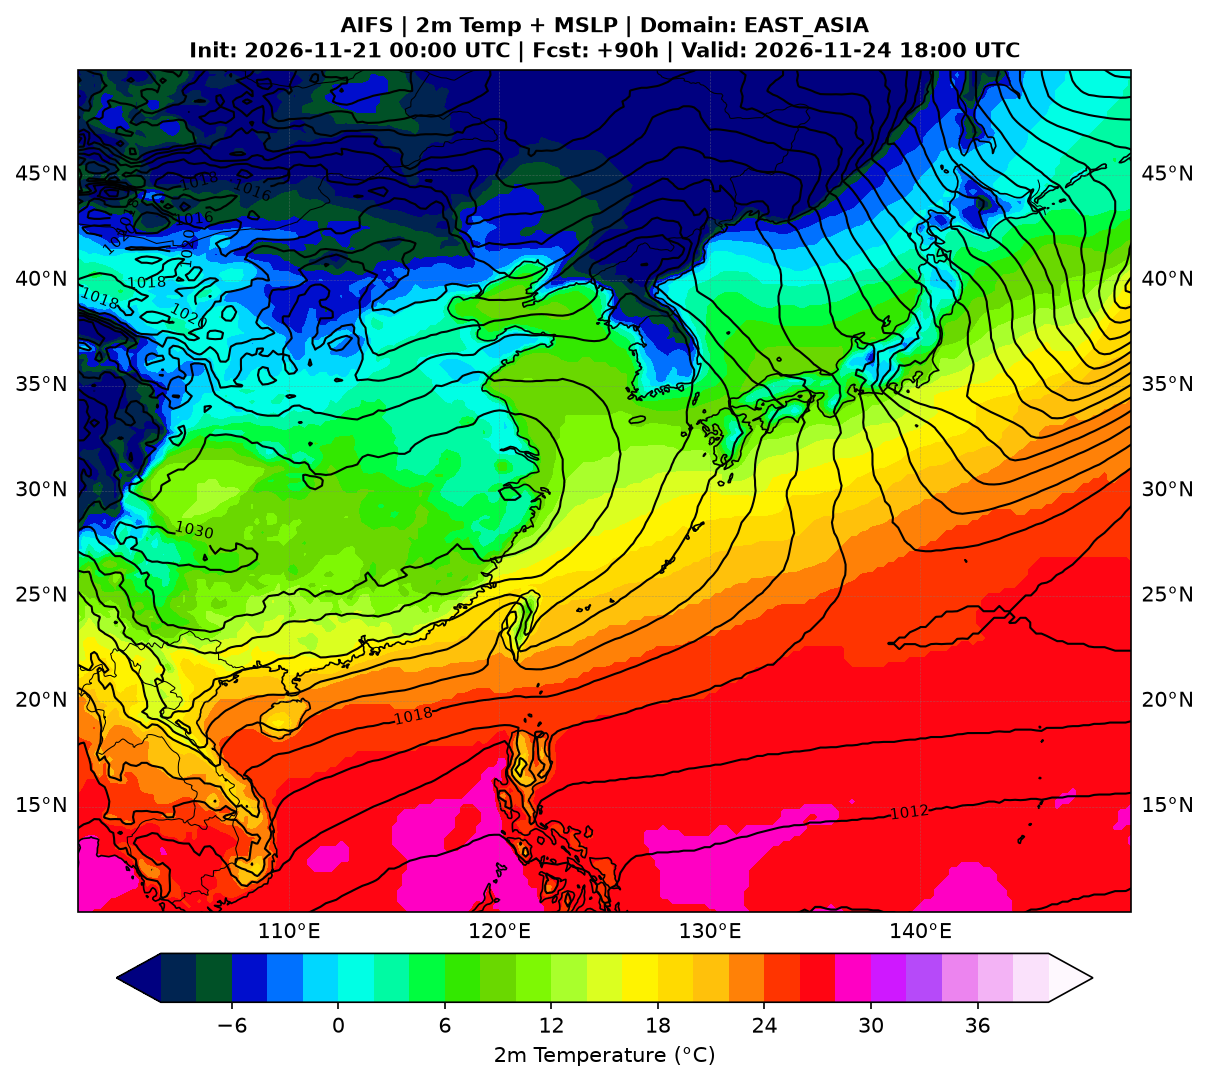 AIFS | 2m Temp + MSLP | Domain: EAST_ASIA
Init: 2026-11-21 00:00 UTC | Fcst: +90h | Valid: 2026-11-24 18:00 UTC
45°N
45°N
1018
1016
1016
1020
1018
1018
1020
40°N
40°N
35°N
35°N
30°N
30°N
1030
25°N
25°N
20°N
20°N
1018
15°N
15°N
1012
110°E
120°E
130°E
140°E
−6
0
6
12
18
24
30
36
2m Temperature (°C)